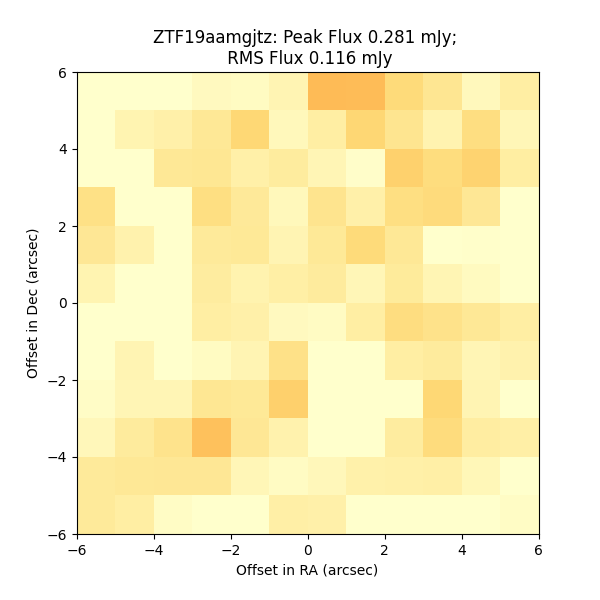 ZTF19aamgjtz: Peak Flux 0.281 mJy;
RMS Flux 0.116 mJy
6
4
2
0
−2
−4
−6
Offset in Dec (arcsec)
−6 −4 −2 0 2 4 6
Offset in RA (arcsec)